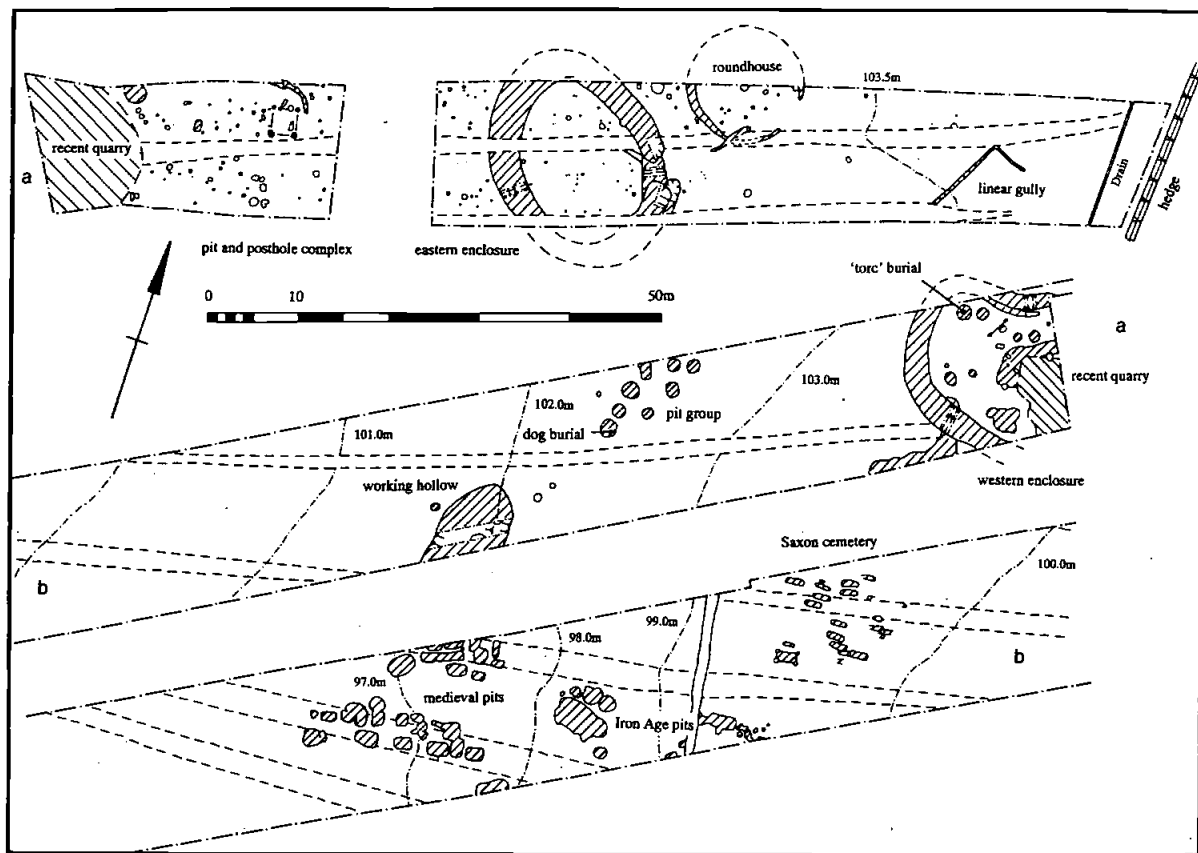 roundhouse
103.5m
recent quarry
a
linear gully
Drain
hedge
pit and posthole complex
eastern enclosure
'torc' burial
0 10 50m
a
recent quarry
103.0m
102.0m
pit group
dog burial
101.0m
working hollow
western enclosure
b
Saxon cemetery
100.0m
b
99.0m
98.0m
97.0m
medieval pits
Iron Age pits